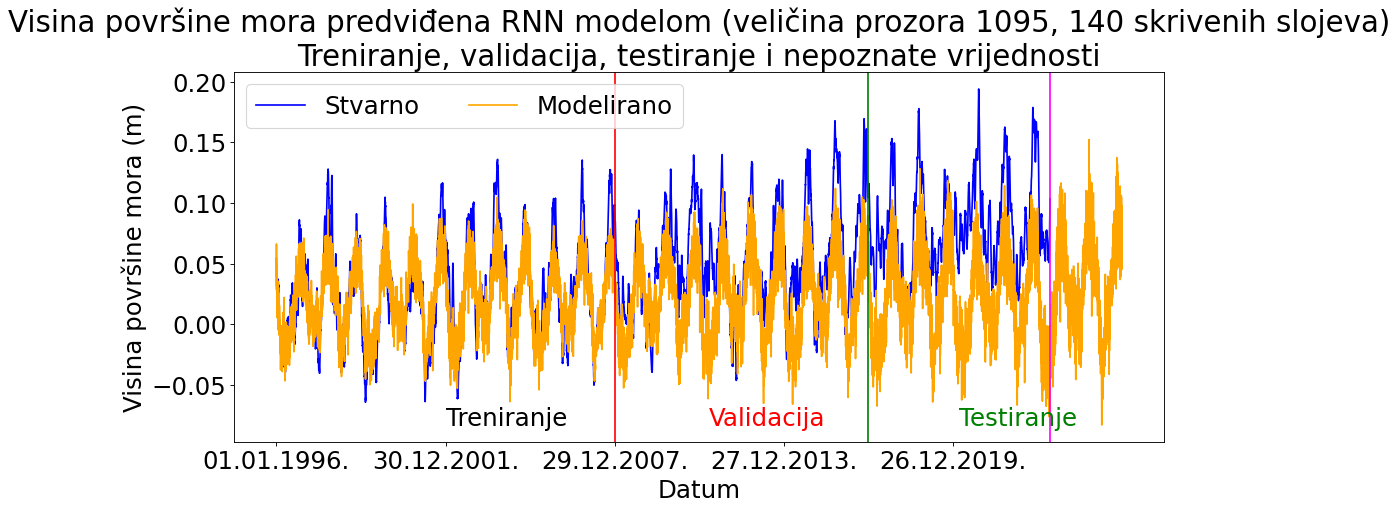 Visina površine mora predviđena RNN modelom (veličina prozora 1095, 140 skrivenih slojeva)
Treniranje, validacija, testiranje i nepoznate vrijednosti
Stvarno
Modelirano
Visina površine mora (m)
0.20
0.15
0.10
0.05
0.00
−0.05
Treniranje
Validacija
Testiranje
01.01.1996.
30.12.2001.
29.12.2007.
27.12.2013.
26.12.2019.
Datum